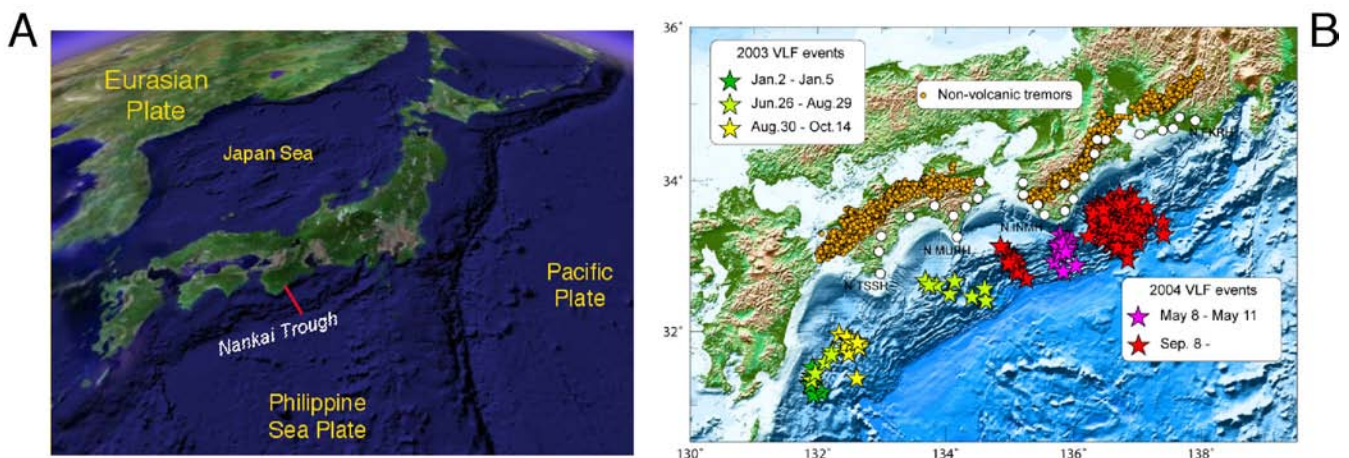 A
Eurasian
Plate
Japan Sea
Pacific
Plate
Nankai Trough
Philippine
Sea Plate
B
36°
34°
32°
130°
132°
134°
136°
138°
2003 VLF events
Jan.2 - Jan.5
Jun.26 - Aug.29
Aug.30 - Oct.14
Non-volcanic tremors
N.FKRH
N.INMH
N.MURH
N.TSSH
2004 VLF events
May 8 - May 11
Sep. 8 -